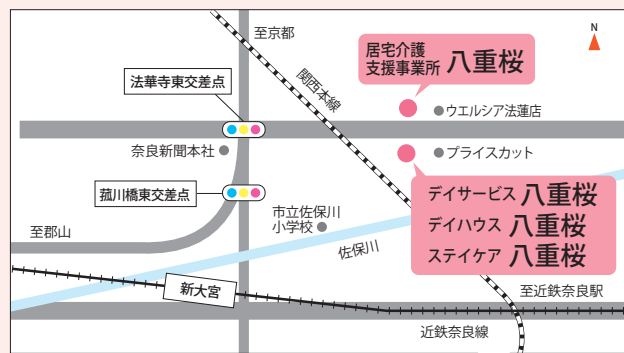 至京都
N
居宅介護
支援事業所 八重桜
法華寺東交差点
関西本線
ウエルシア法蓮店
奈良新聞本社
プライスカット
菰川橋東交差点
デイサービス 八重桜
デイハウス 八重桜
ステイケア 八重桜
市立佐保川
小学校
至郡山
佐保川
新大宮
至近鉄奈良駅
近鉄奈良線